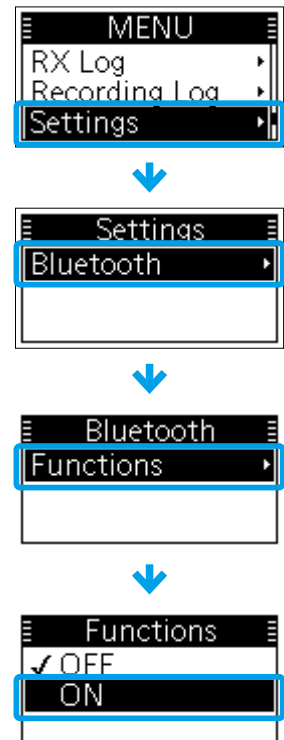 MENU
RX Log
Recording Log
Settings
Settings
Bluetooth
Bluetooth
Functions
Functions
✓ OFF
ON